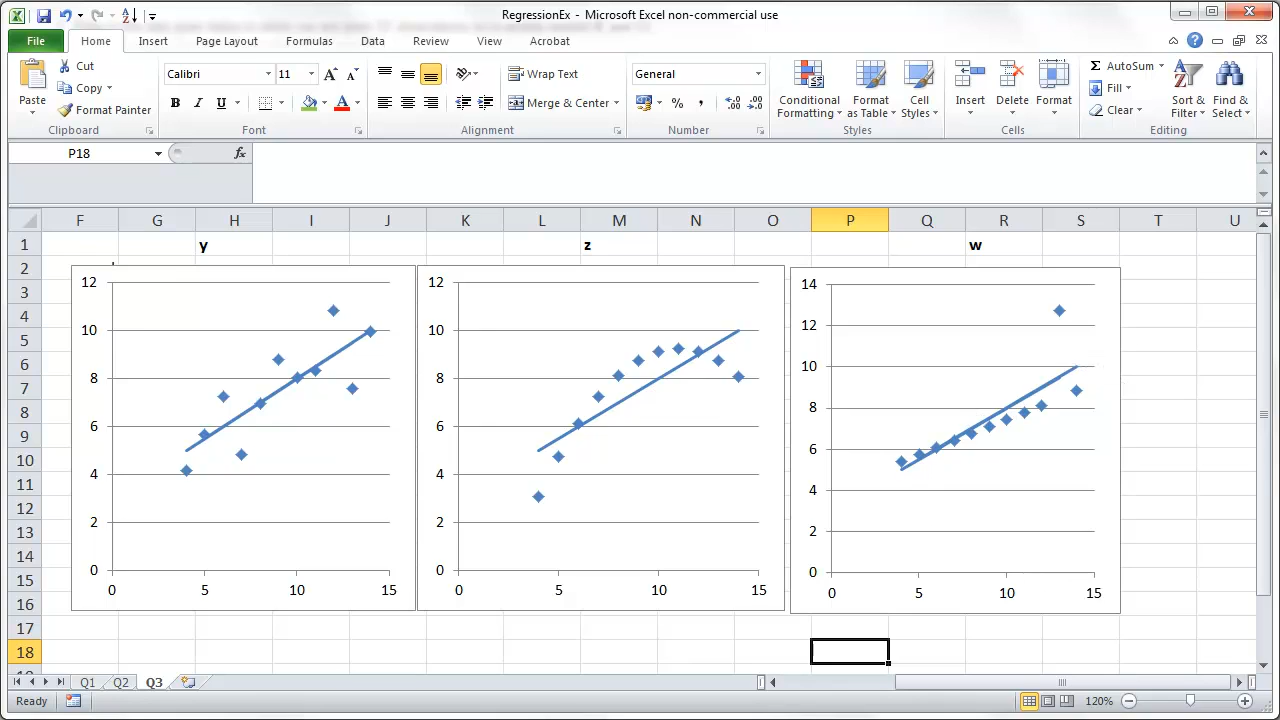 RegressionEx - Microsoft Excel non-commercial use
File Home Insert Page Layout Formulas Data Review View Acrobat
Paste
Cut
Copy
Format Painter
Clipboard
Calibri 11
B I U A
Font
Wrap Text
Merge & Center
Alignment
General
% ,
Number
Conditional Formatting
Format as Table
Cell Styles
Styles
Insert Delete Format
Cells
Σ AutoSum
Fill
Clear
Sort & Filter
Find & Select
Editing
P18 fx
F G H I J K L M N O P Q R S T U
1 y z w
2
3
4
5
6
7
8
9
10
11
12
13
14
15
16
17
18
12
10
8
6
4
2
0
0 5 10 15
12
10
8
6
4
2
0
0 5 10 15
14
12
10
8
6
4
2
0
0 5 10 15
Q1 Q2 Q3
Ready 120%